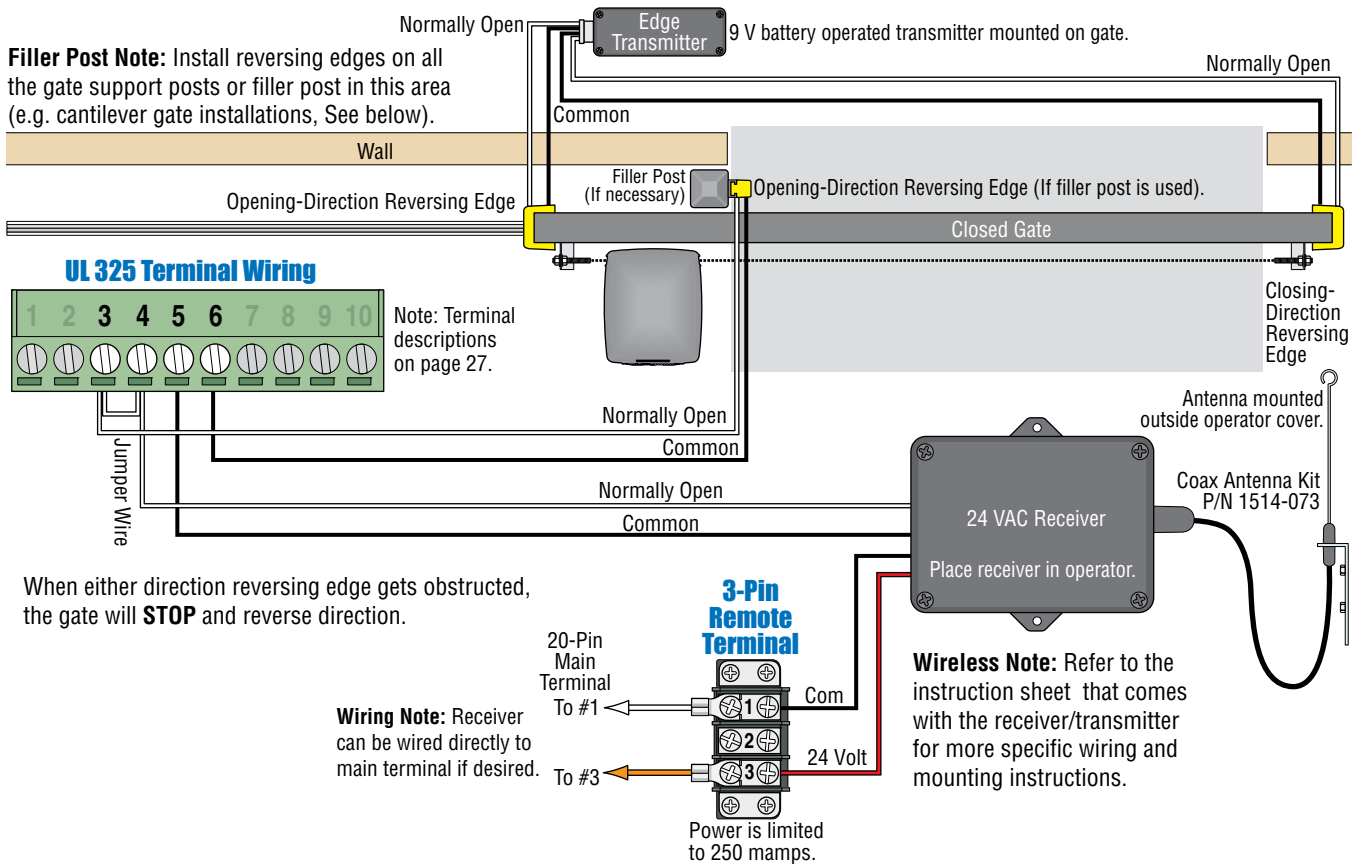 Normally Open
Edge
Transmitter
9 V battery operated transmitter mounted on gate.
Filler Post Note: Install reversing edges on all
the gate support posts or filler post in this area
(e.g. cantilever gate installations, See below).
Normally Open
Common
Wall
Filler Post
(If necessary)
Opening-Direction Reversing Edge (If filler post is used).
Opening-Direction Reversing Edge
Closed Gate
UL 325 Terminal Wiring
1 2 3 4 5 6 7 8 9 10
Note: Terminal
descriptions
on page 27.
Closing-
Direction
Reversing
Edge
Antenna mounted
outside operator cover.
Normally Open
Common
Jumper Wire
Normally Open
Common
Coax Antenna Kit
P/N 1514-073
24 VAC Receiver
Place receiver in operator.
When either direction reversing edge gets obstructed,
the gate will STOP and reverse direction.
3-Pin
Remote
Terminal
20-Pin
Main
Terminal
To #1
1
Com
2
To #3
3
24 Volt
Wiring Note: Receiver
can be wired directly to
main terminal if desired.
Wireless Note: Refer to the
instruction sheet that comes
with the receiver/transmitter
for more specific wiring and
mounting instructions.
Power is limited
to 250 mamps.